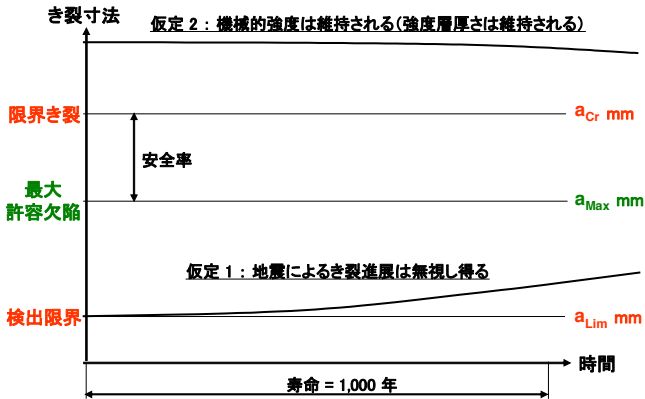 き裂寸法
仮定 2 : 機械的強度は維持される(強度層厚さは維持される)
限界き裂
aCr mm
安全率
最大
許容欠陥
aMax mm
仮定 1 : 地震によるき裂進展は無視し得る
検出限界
aLim mm
時間
寿命 = 1,000 年